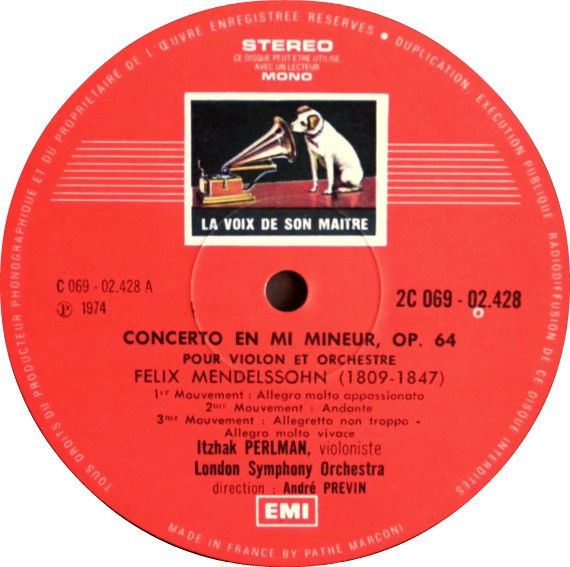 TOUS DROITS DU PRODUCTEUR PHONOGRAPHIQUE ET DU PROPRIETAIRE DE L'ŒUVRE ENREGISTREE RESERVES • DUPLICATION EXECUTION PUBLIQUE RADIODIFFUSION DE CE DISQUE INTERDITES
STEREO
CE DISQUE PEUT ETRE UTILISE
AVEC UN LECTEUR
MONO
LA VOIX DE SON MAITRE
C 069 - 02.428 A
℗ 1974
2C 069 - 02.428
CONCERTO EN MI MINEUR, OP. 64
POUR VIOLON ET ORCHESTRE
FELIX MENDELSSOHN (1809-1847)
1er Mouvement : Allegro molto appassionato
2me Mouvement : Andante
3me Mouvement : Allegretto non troppo -
Allegro molto vivace
Itzhak PERLMAN, violoniste
London Symphony Orchestra
direction : André PREVIN
EMI
MADE IN FRANCE BY PATHE MARCONI